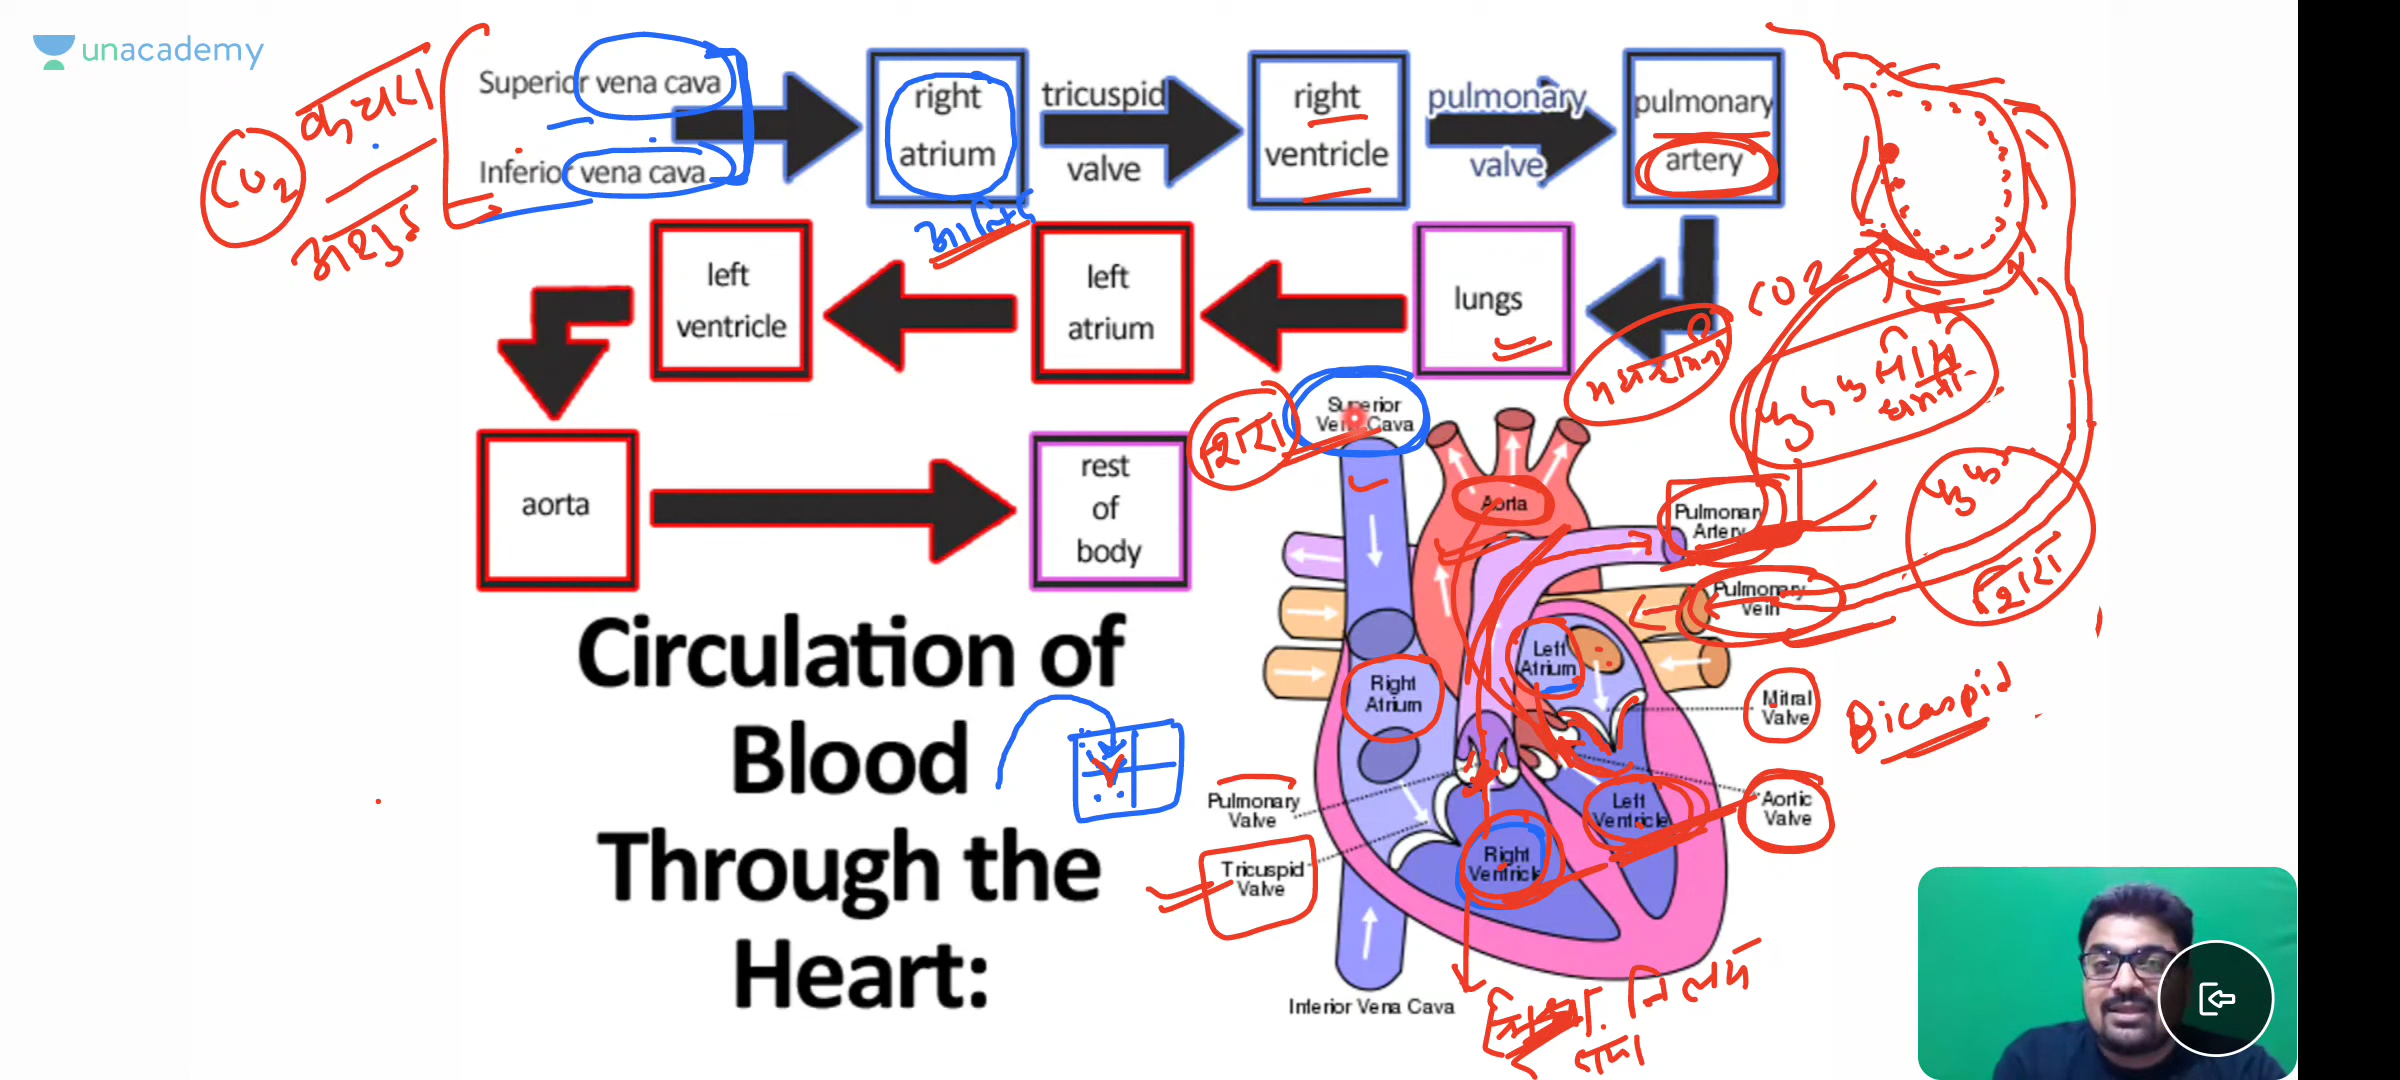 unacademy
Superior vena cava
Inferior vena cava
right
atrium
tricuspid
valve
right
ventricle
pulmonary
valve
pulmonary
artery
CO2
left
ventricle
left
atrium
lungs
CO2
aorta
rest
of
body
Circulation of
Blood
Through the
Heart:
Superior
Vena Cava
Aorta
Pulmonary
Artery
Pulmonary
Vein
Left
Atrium
Right
Atrium
Mitral
Valve
Bicaspid
Pulmonary
Valve
Left
Ventricle
Aortic
Valve
Tricuspid
Valve
Right
Ventricle
Inferior Vena Cava